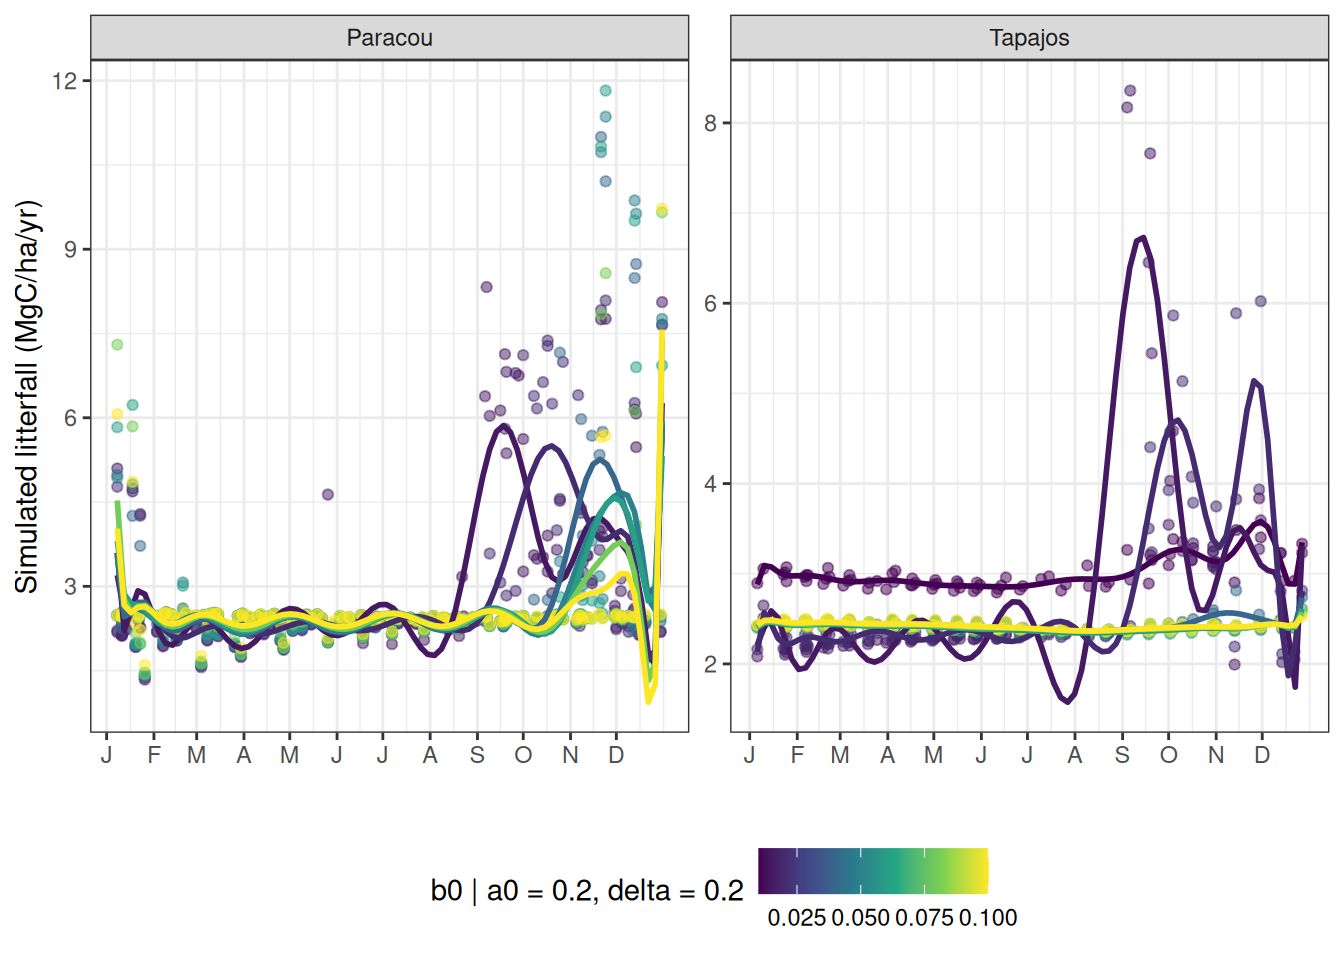 Paracou
Tapajos
Simulated litterfall (MgC/ha/yr)
12
9
6
3
8
6
4
2
J F M A M J J A S O N D
J F M A M J J A S O N D
b0 | a0 = 0.2, delta = 0.2
0.025 0.050 0.075 0.100